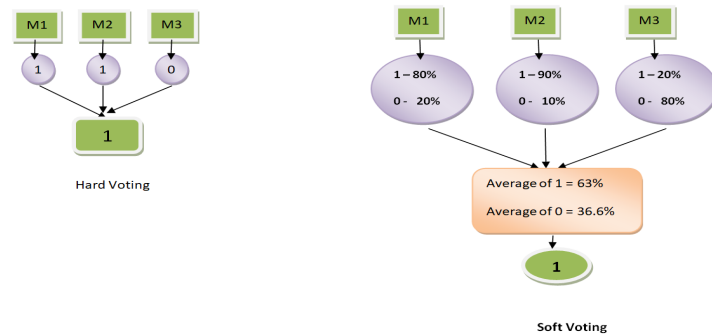 M1 M2 M3
1 1 0
1
Hard Voting
M1 M2 M3
1 – 80% 1 – 90% 1 – 20%
0 - 20% 0 - 10% 0 - 80%
Average of 1 = 63%
Average of 0 = 36.6%
1
Soft Voting